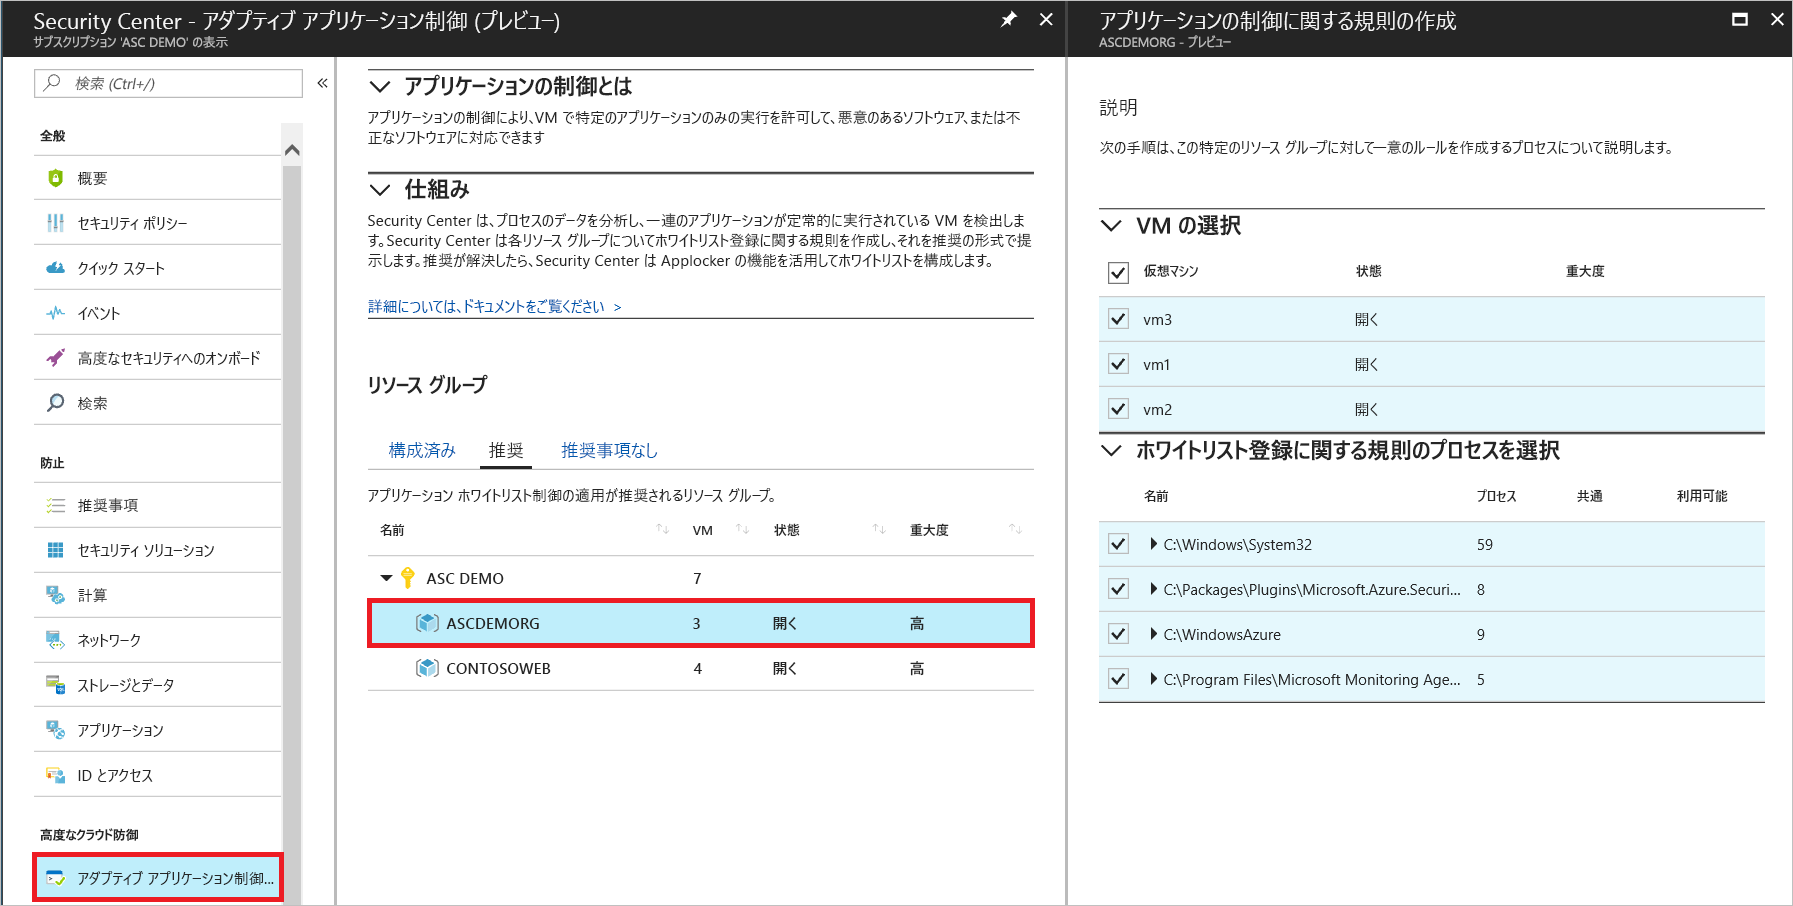 Security Center - アダプティブ アプリケーション制御 (プレビュー)
サブスクリプション 'ASC DEMO' の表示
検索 (Ctrl+/)
全般
概要
セキュリティ ポリシー
クイック スタート
イベント
高度なセキュリティへのオンボード
検索
防止
推奨事項
セキュリティ ソリューション
計算
ネットワーク
ストレージとデータ
アプリケーション
ID とアクセス
高度なクラウド防御
アダプティブ アプリケーション制御...
アプリケーションの制御とは
アプリケーションの制御により、VM で特定のアプリケーションのみの実行を許可して、悪意のあるソフトウェア、または不
正なソフトウェアに対応できます
仕組み
Security Center は、プロセスのデータを分析し、一連のアプリケーションが定常的に実行されている VM を検出しま
す。Security Center は各リソース グループについてホワイトリスト登録に関する規則を作成し、それを推奨の形式で提
示します。推奨が解決したら、Security Center は Applocker の機能を活用してホワイトリストを構成します。
詳細については、ドキュメントをご覧ください >
リソース グループ
構成済み 推奨 推奨事項なし
アプリケーション ホワイトリスト制御の適用が推奨されるリソース グループ。
名前 VM 状態 重大度
ASC DEMO 7
ASCDEMORG 3 開く 高
CONTOSOWEB 4 開く 高
アプリケーションの制御に関する規則の作成
ASCDEMORG - プレビュー
説明
次の手順は、この特定のリソース グループに対して一意のルールを作成するプロセスについて説明します。
VM の選択
仮想マシン 状態 重大度
vm3 開く
vm1 開く
vm2 開く
ホワイトリスト登録に関する規則のプロセスを選択
名前 プロセス 共通 利用可能
C:\Windows\System32 59
C:\Packages\Plugins\Microsoft.Azure.Securi... 8
C:\WindowsAzure 9
C:\Program Files\Microsoft Monitoring Age... 5